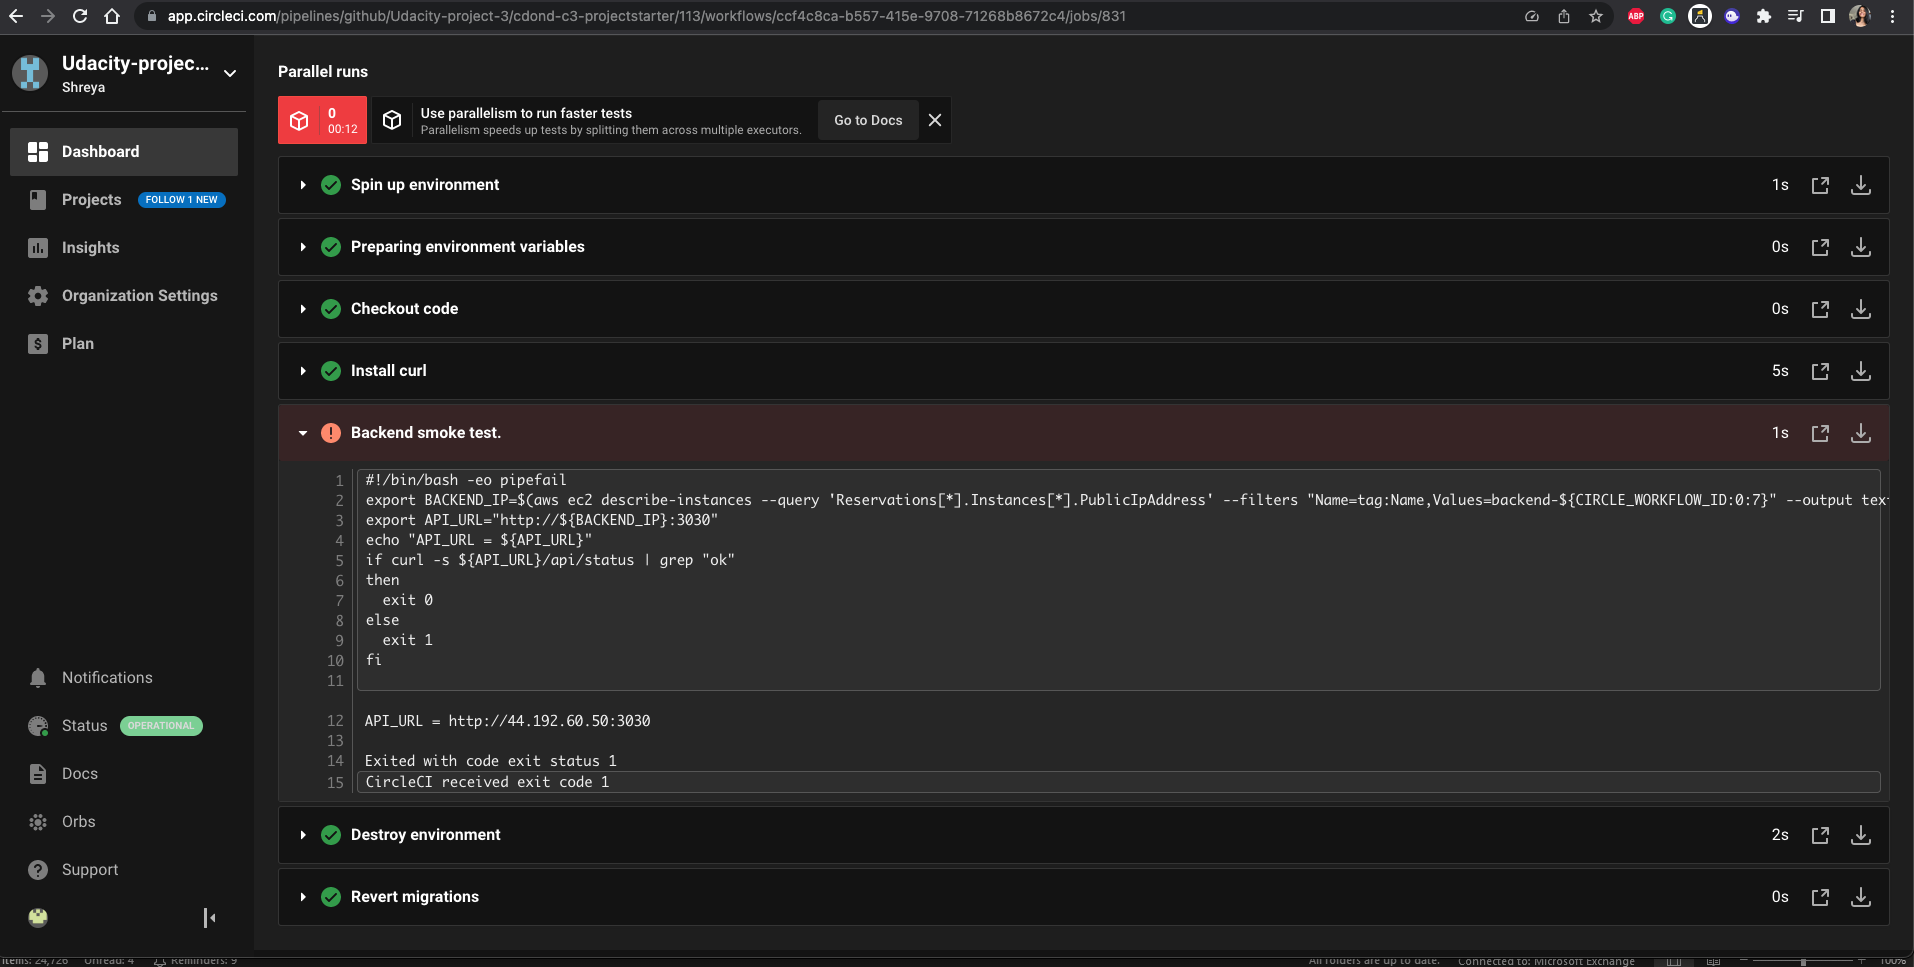 app.circleci.com/pipelines/github/Udacity-project-3/cdond-c3-projectstarter/113/workflows/ccf4c8ca-b557-415e-9708-71268b8672c4/jobs/831
ABP
Udacity-projec...
Shreya
Dashboard
Projects FOLLOW 1 NEW
Insights
Organization Settings
Plan
Notifications
Status OPERATIONAL
Docs
Orbs
Support
Parallel runs
0
00:12
Use parallelism to run faster tests
Parallelism speeds up tests by splitting them across multiple executors.
Go to Docs
Spin up environment 1s
Preparing environment variables 0s
Checkout code 0s
Install curl 5s
Backend smoke test. 1s
1 #!/bin/bash -eo pipefail
2 export BACKEND_IP=$(aws ec2 describe-instances --query 'Reservations[*].Instances[*].PublicIpAddress' --filters "Name=tag:Name,Values=backend-${CIRCLE_WORKFLOW_ID:0:7}" --output tex
3 export API_URL="http://${BACKEND_IP}:3030"
4 echo "API_URL = ${API_URL}"
5 if curl -s ${API_URL}/api/status | grep "ok"
6 then
7 exit 0
8 else
9 exit 1
10 fi
11
12 API_URL = http://44.192.60.50:3030
13
14 Exited with code exit status 1
15 CircleCI received exit code 1
Destroy environment 2s
Revert migrations 0s
Items: 24,726 Unread: 4 Reminders: 9 All folders are up to date. Connected to: Microsoft Exchange 100%